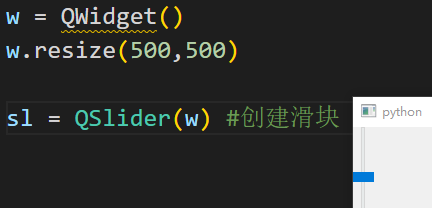 w = QWidget()
w.resize(500,500)
sl = QSlider(w) #创建滑块
python